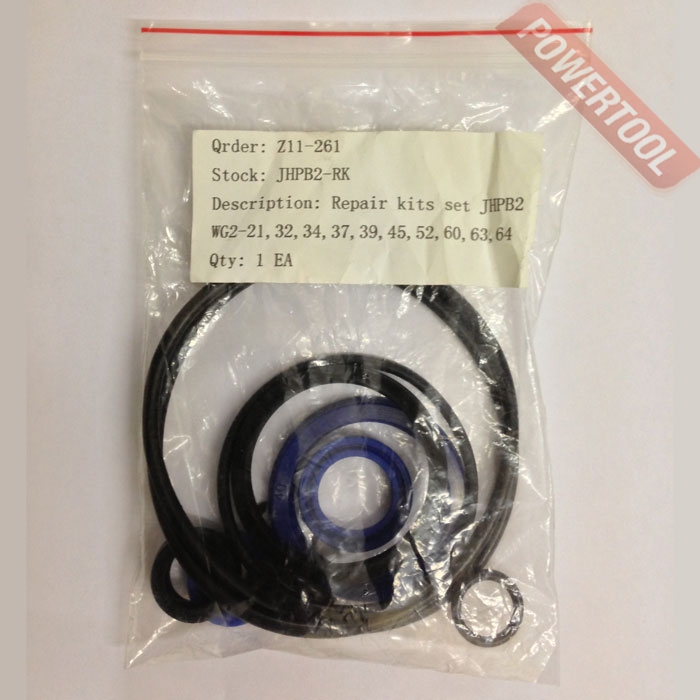 POWERTOOL
Qrder: Z11-261
Stock: JHPB2-RK
Description: Repair kits set JHPB2
WG2-21, 32, 34, 37, 39, 45, 52, 60, 63, 64
Qty: 1 EA